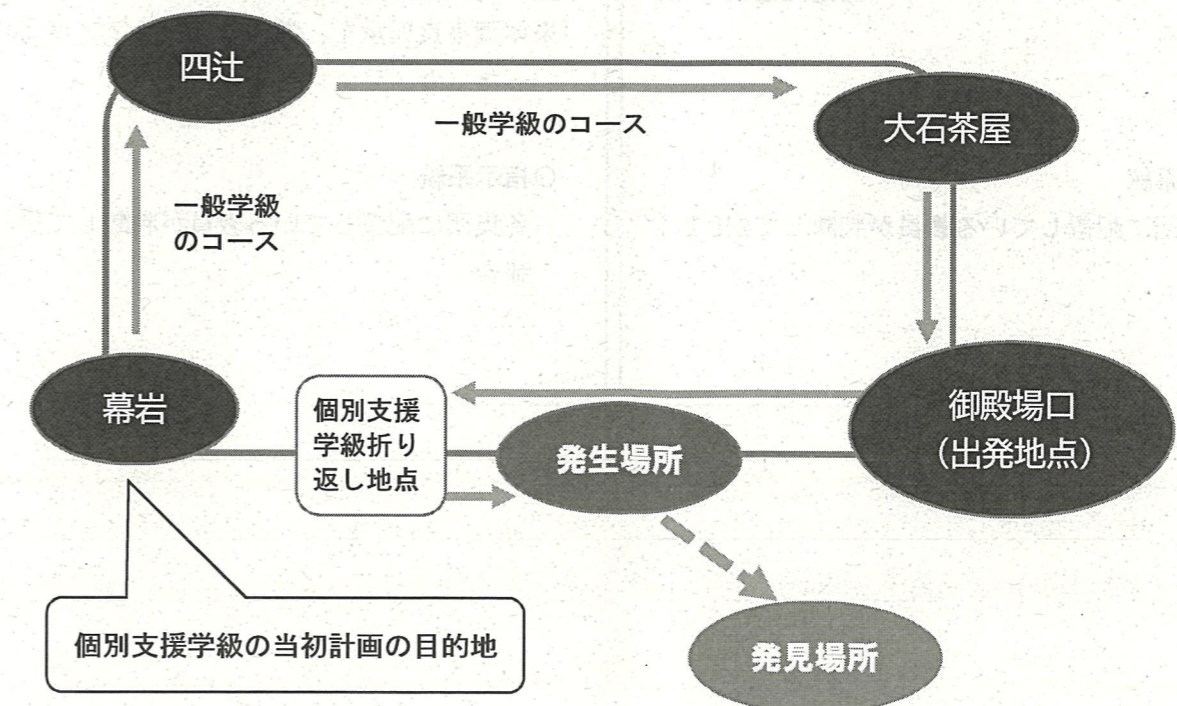 四辻
一般学級のコース
大石茶屋
一般学級
のコース
幕岩
個別支援
学級折り
返し地点
発生場所
御殿場口
（出発地点）
個別支援学級の当初計画の目的地
発見場所